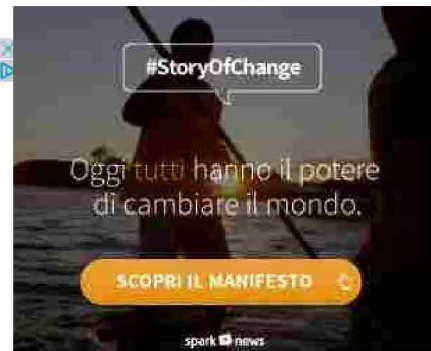 #StoryOfChange
Oggi tutti hanno il potere
di cambiare il mondo.
SCOPRI IL MANIFESTO
spark news